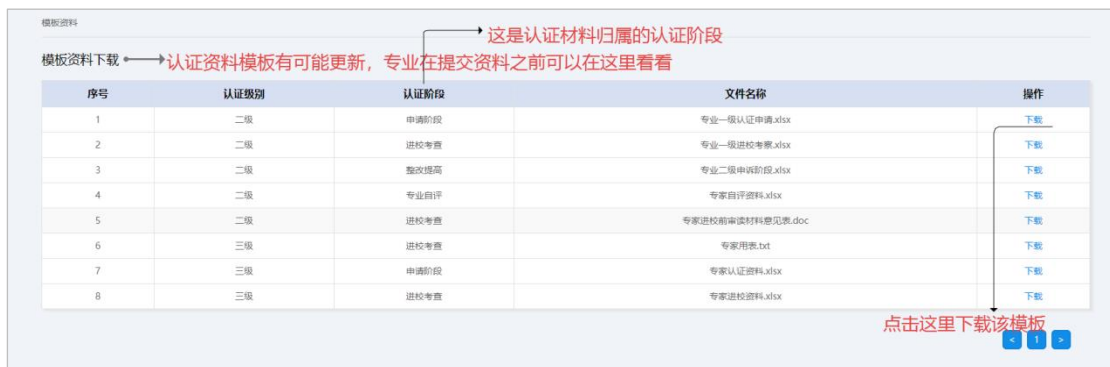 模板资料
这是认证材料归属的认证阶段
模板资料下载 认证资料模板有可能更新，专业在提交资料之前可以在这里看看
序号 认证级别 认证阶段 文件名称 操作
1 二级 申请阶段 专业一级认证申请.xlsx 下载
2 二级 进校考查 专业一级进校考察.xlsx 下载
3 二级 整改提高 专业二级申诉阶段.xlsx 下载
4 二级 专业自评 专家自评资料.xlsx 下载
5 二级 进校考查 专家进校前审读材料意见表.doc 下载
6 三级 进校考查 专家用表.txt 下载
7 三级 申请阶段 专家认证资料.xlsx 下载
8 三级 进校考查 专家进校资料.xlsx 下载
点击这里下载该模板
< 1 >